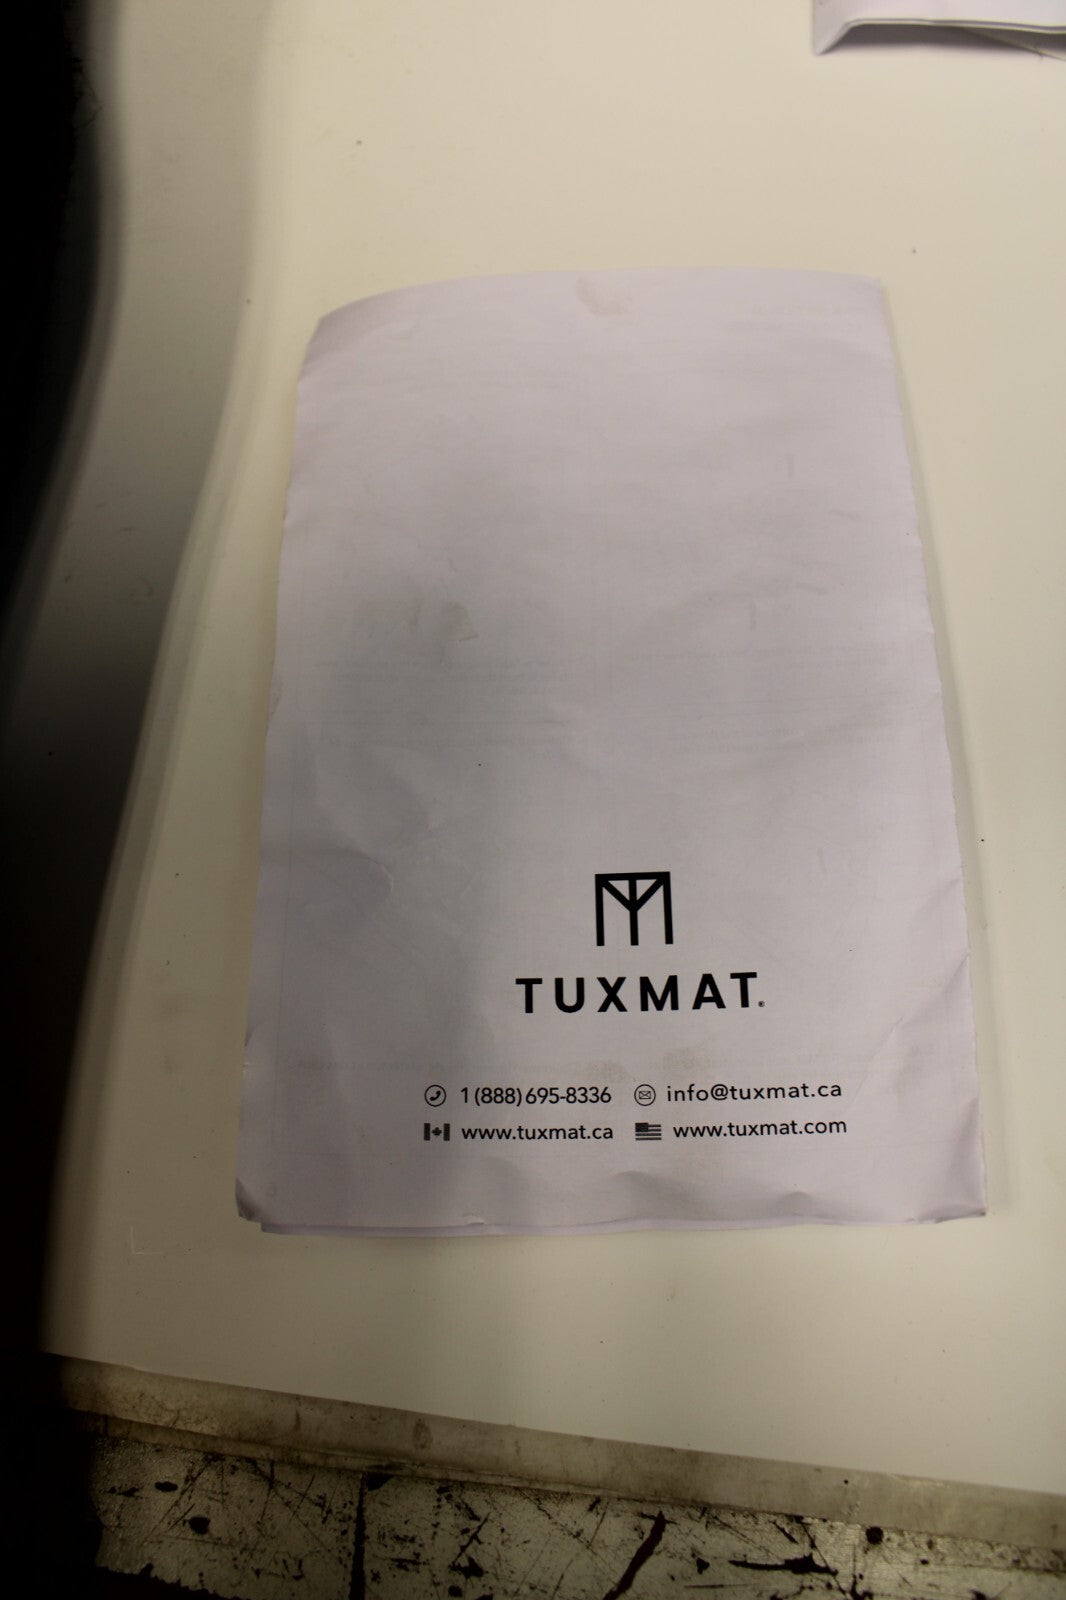 TUXMAT®
1 (888) 695-8336 info@tuxmat.ca
www.tuxmat.ca www.tuxmat.com